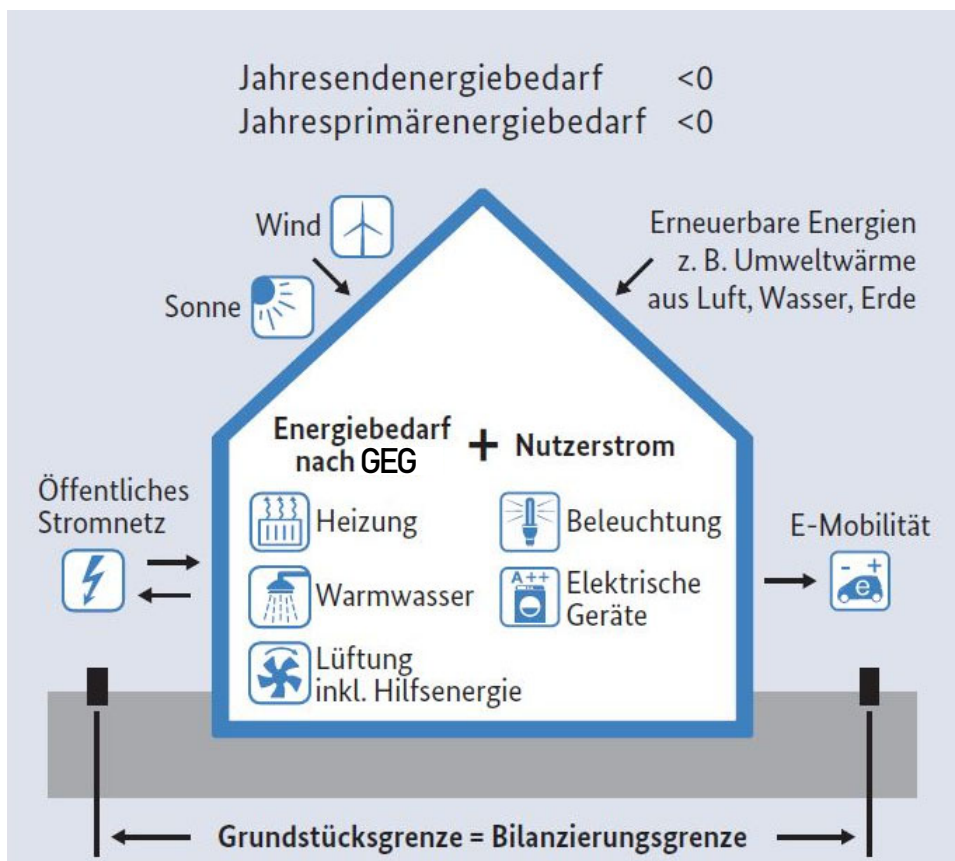 Jahresendenergiebedarf <0
Jahresprimärenergiebedarf <0
Wind
Sonne
Erneuerbare Energien
z. B. Umweltwärme
aus Luft, Wasser, Erde
Energiebedarf
nach GEG
+ Nutzerstrom
Öffentliches
Stromnetz
Heizung
Warmwasser
Lüftung
inkl. Hilfsenergie
Beleuchtung
A++
Elektrische
Geräte
E-Mobilität
- +
e
Grundstücksgrenze = Bilanzierungsgrenze